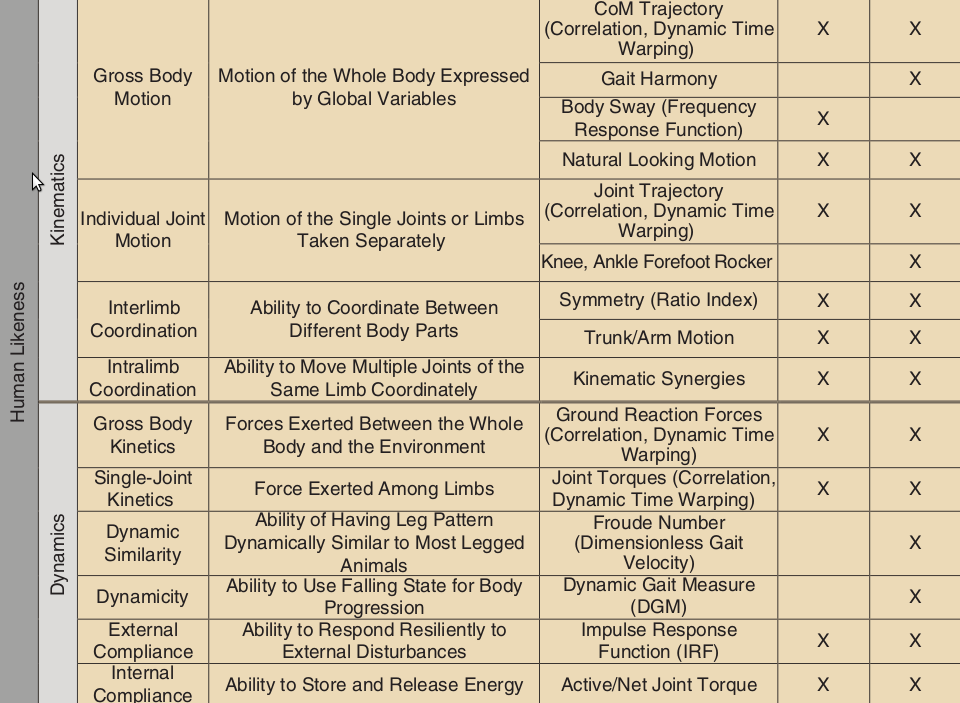 Human Likeness
Kinematics
Gross Body
Motion
Motion of the Whole Body Expressed
by Global Variables
CoM Trajectory
(Correlation, Dynamic Time
Warping)
X
X
Gait Harmony
X
Body Sway (Frequency
Response Function)
X
Natural Looking Motion
X
X
Individual Joint
Motion
Motion of the Single Joints or Limbs
Taken Separately
Joint Trajectory
(Correlation, Dynamic Time
Warping)
X
X
Knee, Ankle Forefoot Rocker
X
Interlimb
Coordination
Ability to Coordinate Between
Different Body Parts
Symmetry (Ratio Index)
X
X
Trunk/Arm Motion
X
X
Intralimb
Coordination
Ability to Move Multiple Joints of the
Same Limb Coordinately
Kinematic Synergies
X
X
Dynamics
Gross Body
Kinetics
Forces Exerted Between the Whole
Body and the Environment
Ground Reaction Forces
(Correlation, Dynamic Time
Warping)
X
X
Single-Joint
Kinetics
Force Exerted Among Limbs
Joint Torques (Correlation,
Dynamic Time Warping)
X
X
Dynamic
Similarity
Ability of Having Leg Pattern
Dynamically Similar to Most Legged
Animals
Froude Number
(Dimensionless Gait
Velocity)
X
Dynamicity
Ability to Use Falling State for Body
Progression
Dynamic Gait Measure
(DGM)
X
External
Compliance
Ability to Respond Resiliently to
External Disturbances
Impulse Response
Function (IRF)
X
X
Internal
Compliance
Ability to Store and Release Energy
Active/Net Joint Torque
X
X